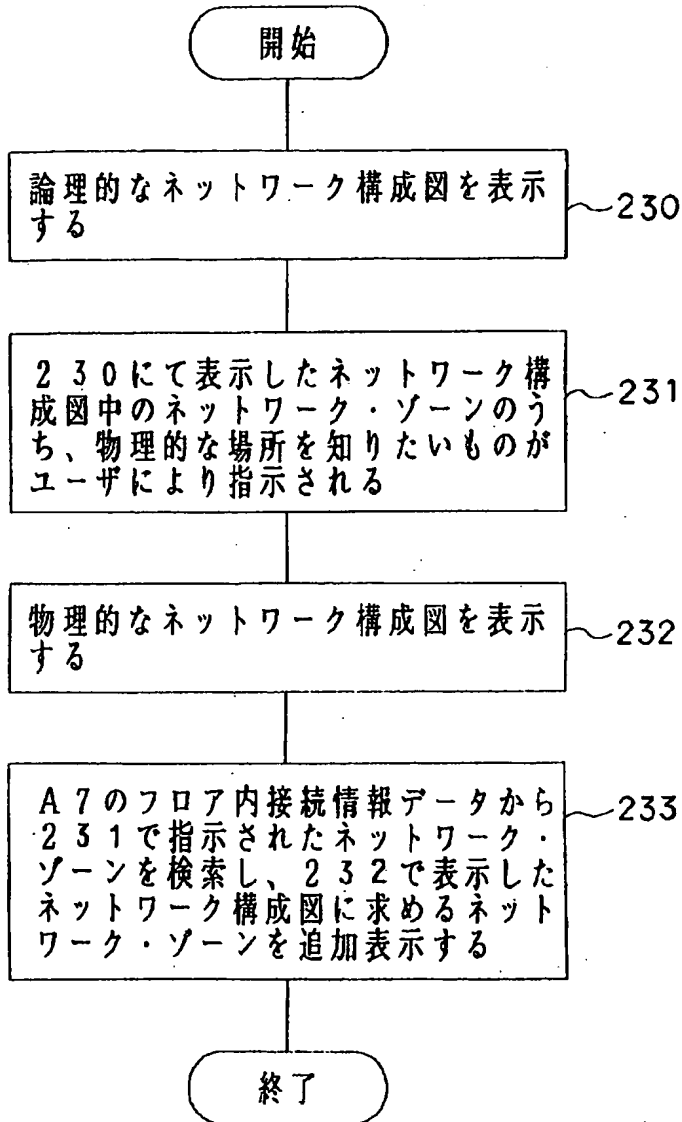 開始
論理的なネットワーク構成図を表示
する
230
230にて表示したネットワーク構
成図中のネットワーク・ゾーンのう
ち、物理的な場所を知りたいものが
ユーザにより指示される
231
物理的なネットワーク構成図を表示
する
232
A7のフロア内接続情報データから
231で指示されたネットワーク・
ゾーンを検索し、232で表示した
ネットワーク構成図に求めるネット
ワーク・ゾーンを追加表示する
233
終了